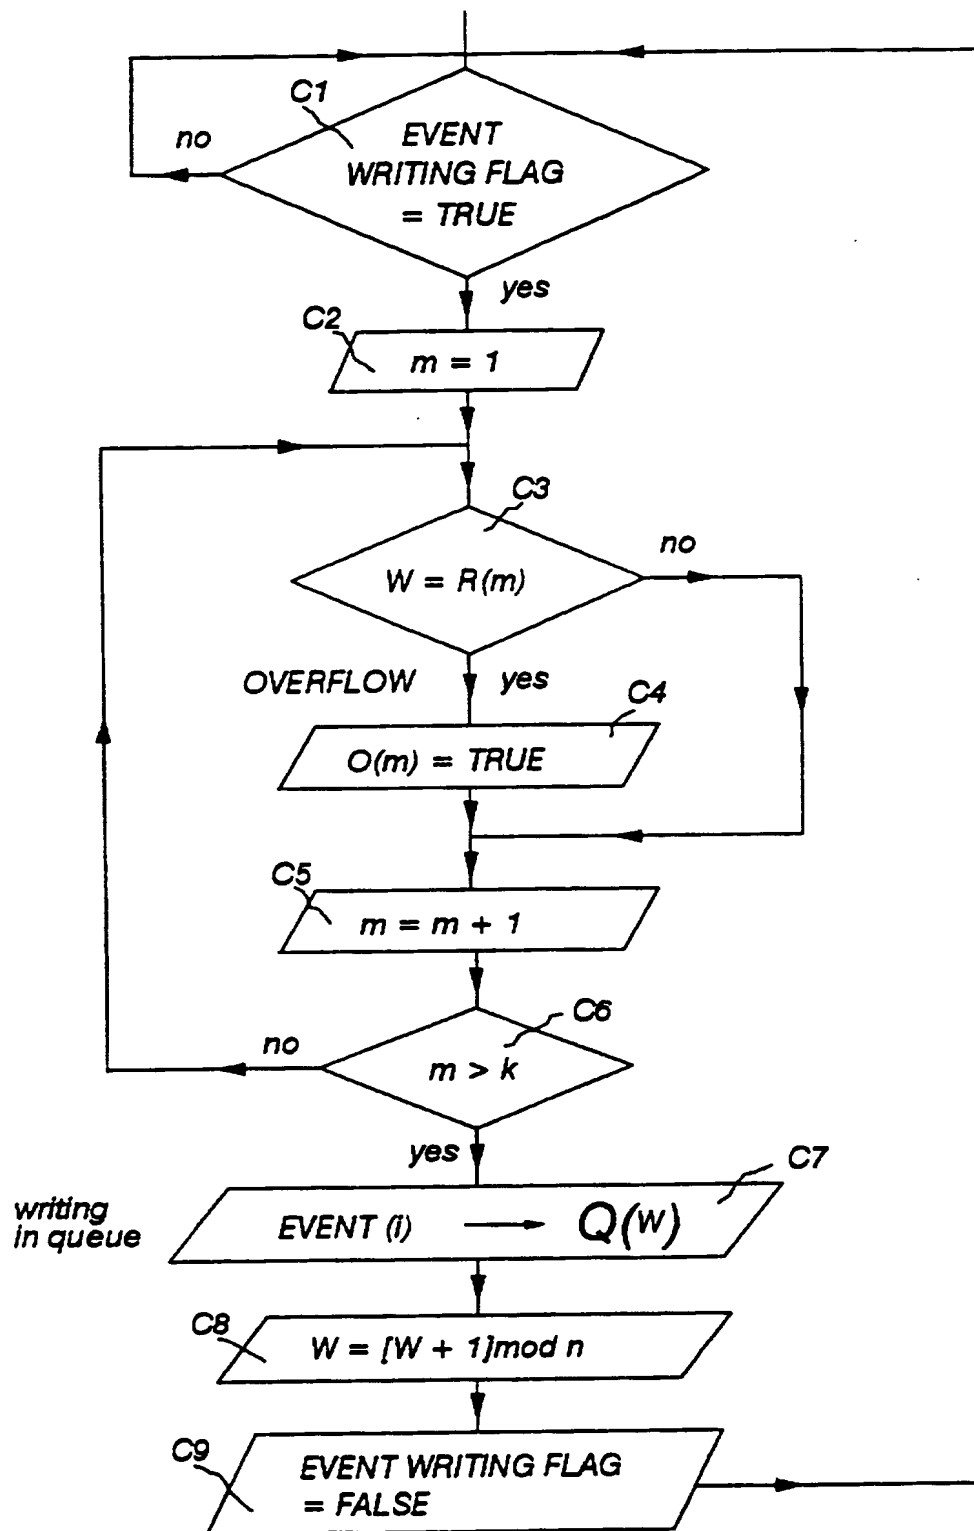 C1
no
EVENT
WRITING FLAG
= TRUE
yes
C2
m = 1
C3
no
W = R(m)
OVERFLOW
yes
C4
O(m) = TRUE
C5
m = m + 1
C6
no
m > k
yes
C7
writing
in queue
EVENT (i) → Q(W)
C8
W = [W + 1]mod n
C9
EVENT WRITING FLAG
= FALSE